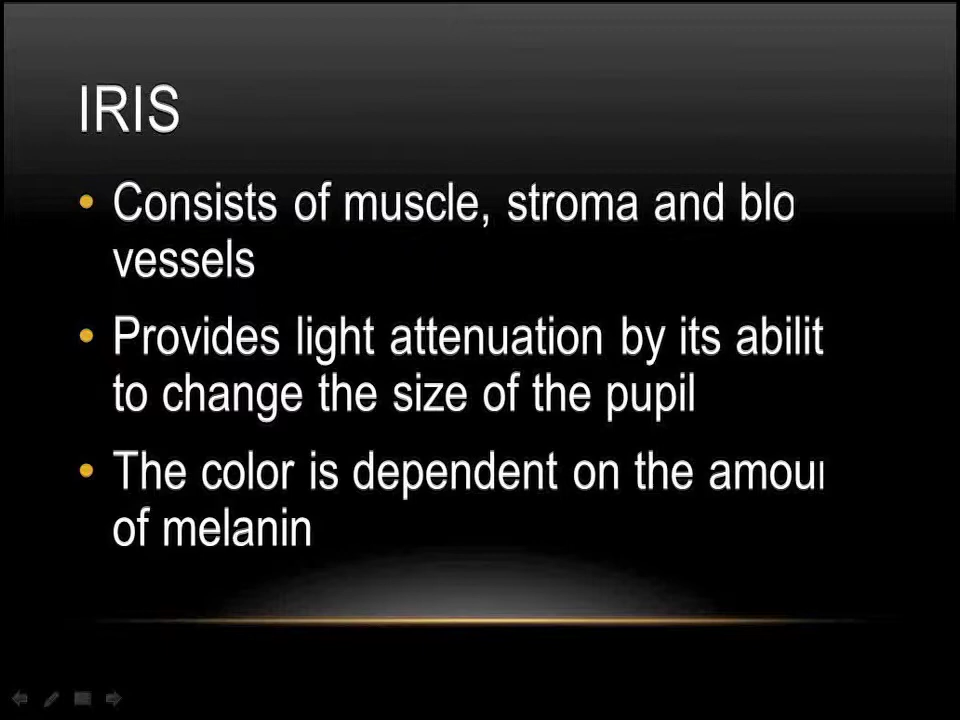 IRIS
• Consists of muscle, stroma and blo
vessels
• Provides light attenuation by its abilit
to change the size of the pupil
• The color is dependent on the amou
of melanin